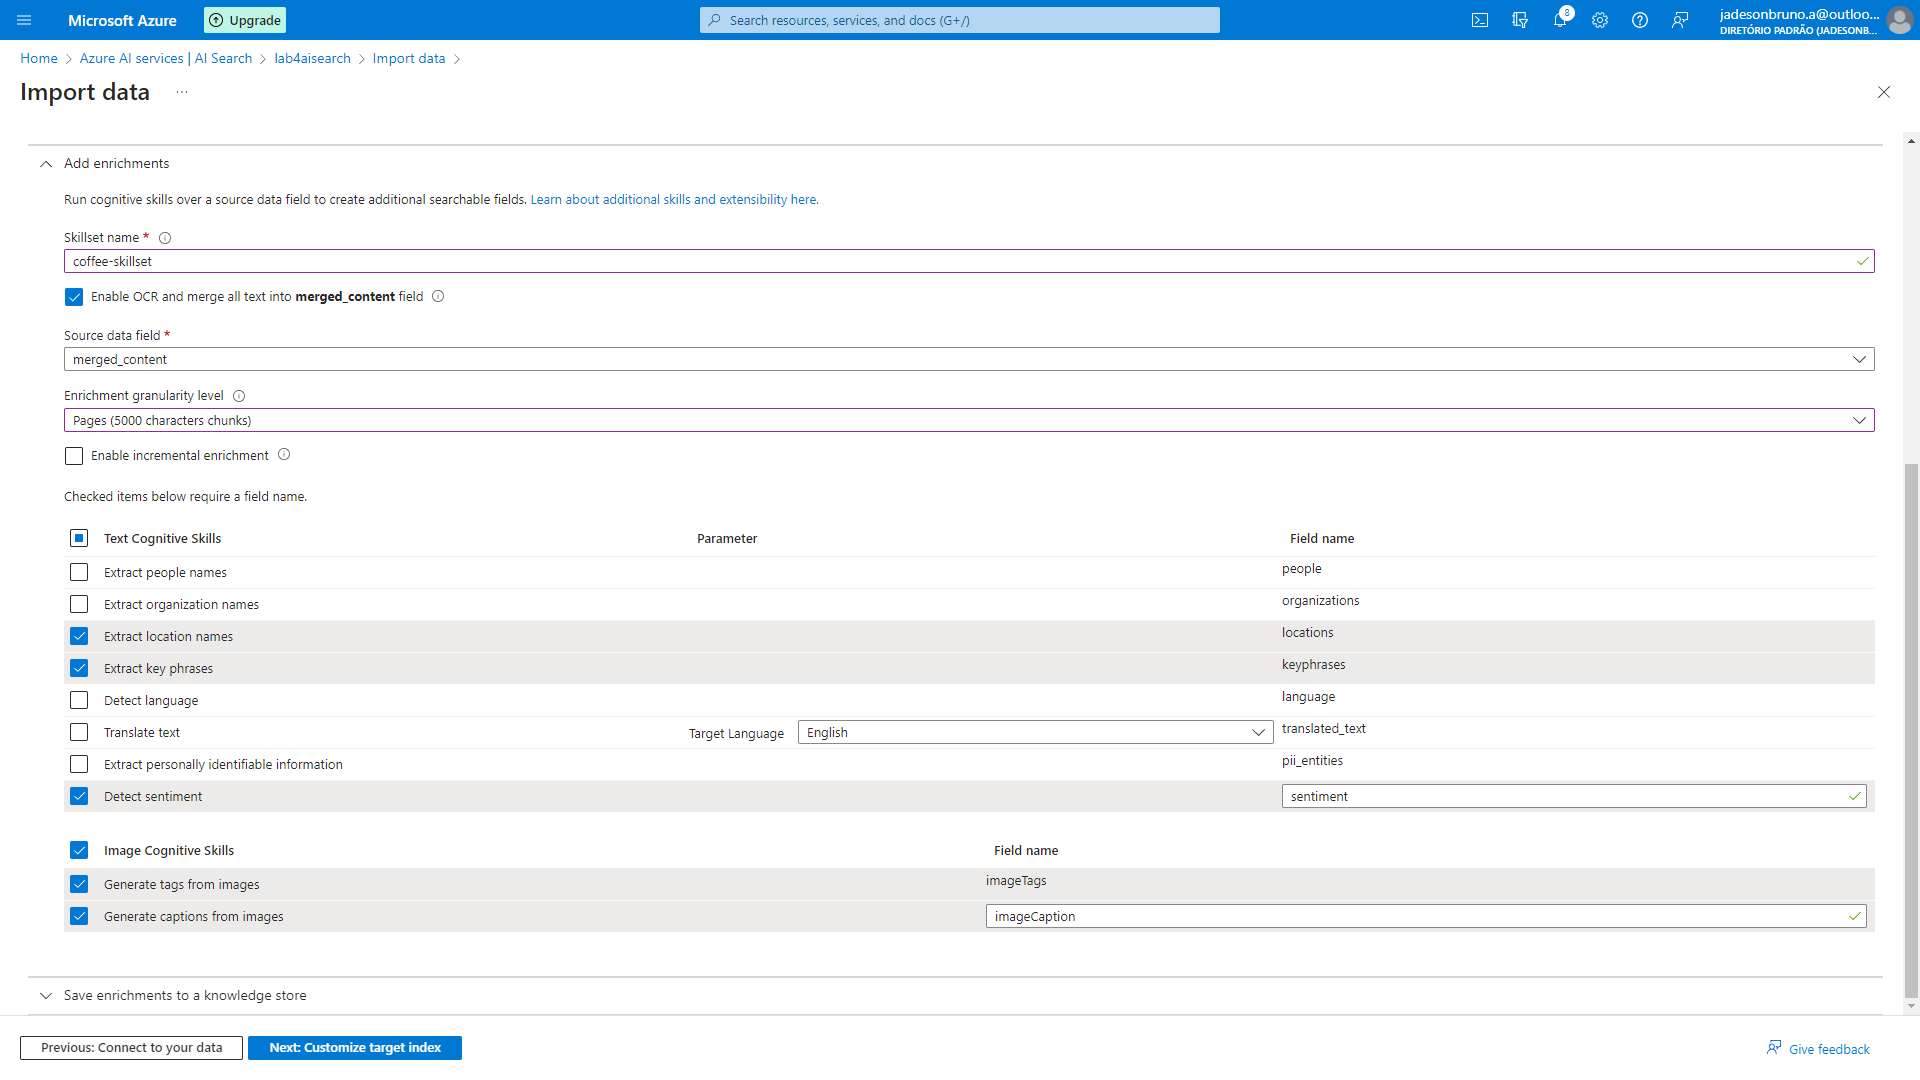 Microsoft Azure
Upgrade
Search resources, services, and docs (G+/)
8
jadesonbruno.a@outloo...
DIRETÓRIO PADRÃO (JADESONB...
Home > Azure AI services | AI Search > lab4aisearch > Import data >
Import data ...
Add enrichments
Run cognitive skills over a source data field to create additional searchable fields. Learn about additional skills and extensibility here.
Skillset name *
coffee-skillset
Enable OCR and merge all text into merged_content field
Source data field *
merged_content
Enrichment granularity level
Pages (5000 characters chunks)
Enable incremental enrichment
Checked items below require a field name.
Text Cognitive Skills Parameter Field name
Extract people names people
Extract organization names organizations
Extract location names locations
Extract key phrases keyphrases
Detect language language
Translate text Target Language English translated_text
Extract personally identifiable information pii_entities
Detect sentiment sentiment
Image Cognitive Skills Field name
Generate tags from images imageTags
Generate captions from images imageCaption
Save enrichments to a knowledge store
Previous: Connect to your data Next: Customize target index Give feedback